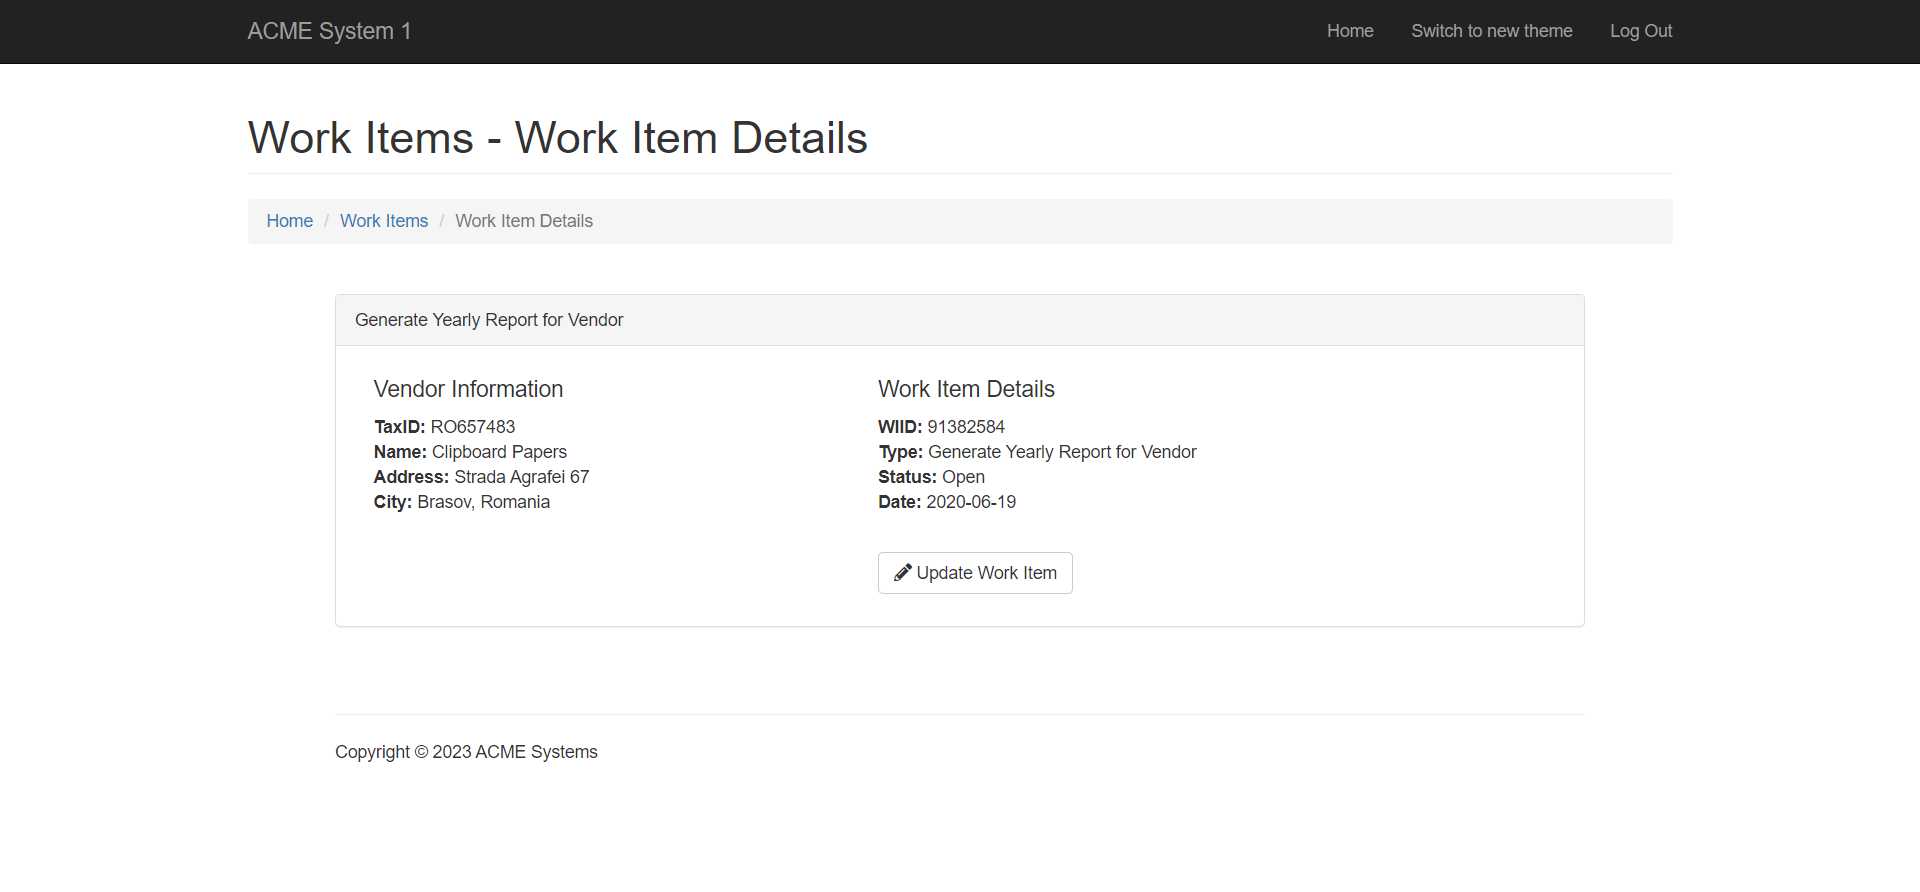 ACME System 1
Home Switch to new theme Log Out
Work Items - Work Item Details
Home / Work Items / Work Item Details
Generate Yearly Report for Vendor
Vendor Information
TaxID: RO657483
Name: Clipboard Papers
Address: Strada Agrafei 67
City: Brasov, Romania
Work Item Details
WIID: 91382584
Type: Generate Yearly Report for Vendor
Status: Open
Date: 2020-06-19
Update Work Item
Copyright © 2023 ACME Systems